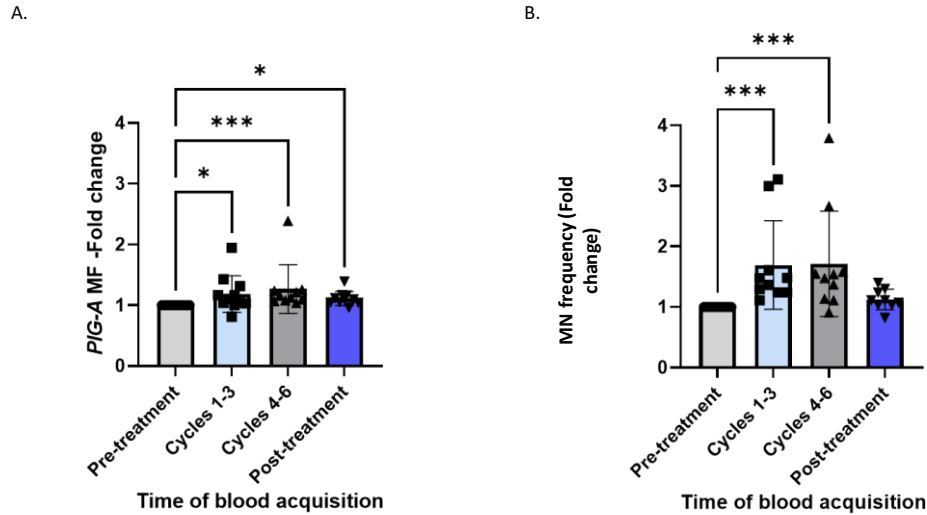 A.
PIG-A MF -Fold change
4
3
2
1
0
*
***
*
Pre-treatment
Cycles 1-3
Cycles 4-6
Post-treatment
Time of blood acquisition
B.
MN frequency (Fold
change)
4
3
2
1
0
***
***
Pre-treatment
Cycles 1-3
Cycles 4-6
Post-treatment
Time of blood acquisition